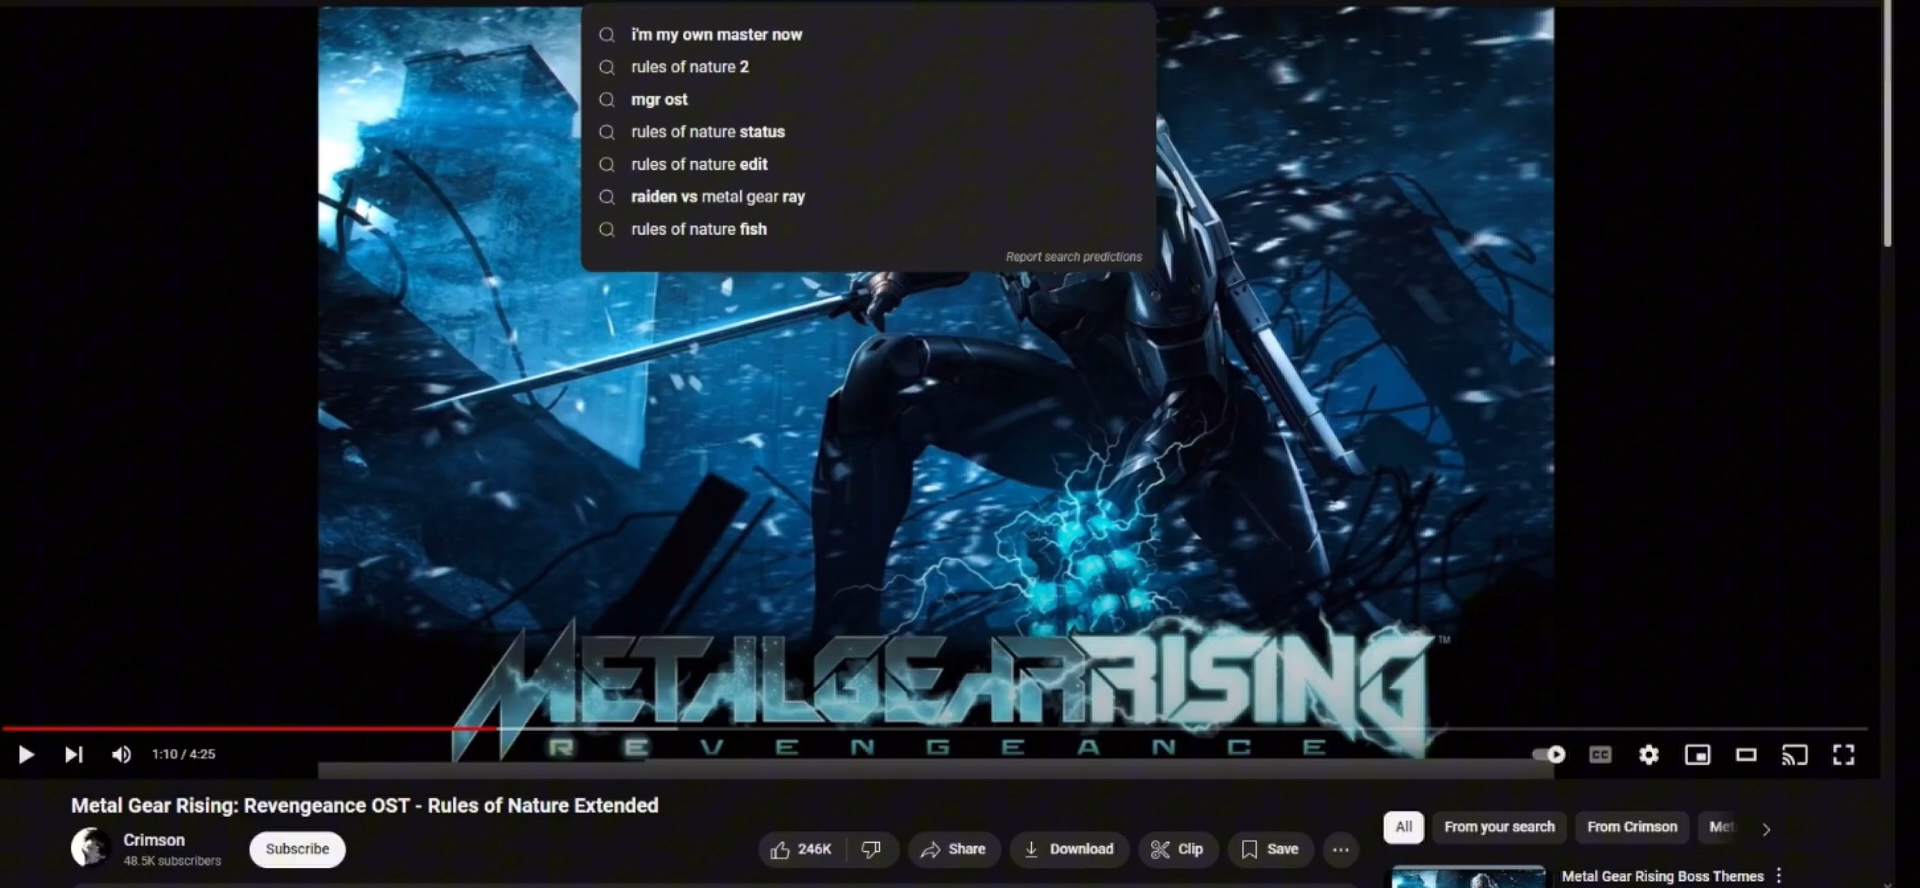 i'm my own master now
rules of nature 2
mgr ost
rules of nature status
rules of nature edit
raiden vs metal gear ray
rules of nature fish
Report search predictions
METAL GEAR RISING ™
REVENGEANCE
1:10 / 4:25
CC
Metal Gear Rising: Revengeance OST - Rules of Nature Extended
Crimson
48.5K subscribers
Subscribe
246K
Share
Download
Clip
Save
All
From your search
From Crimson
Met
Metal Gear Rising Boss Themes